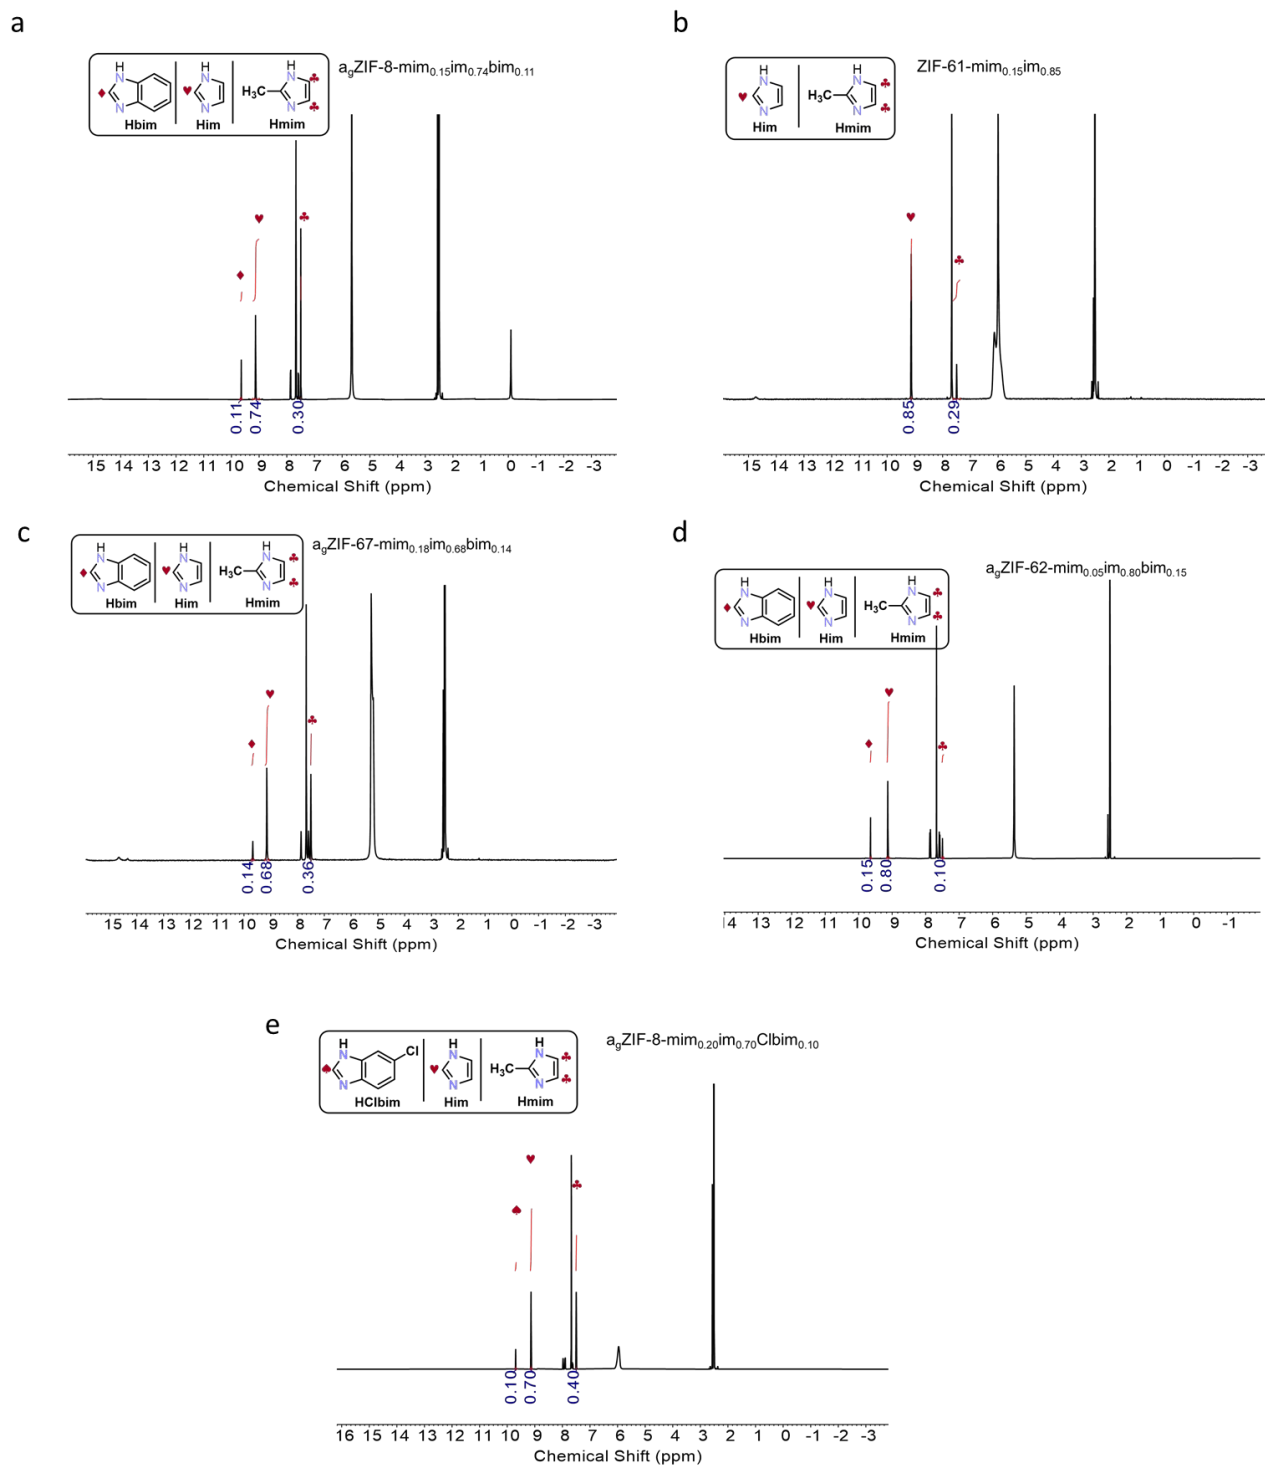 a
H
N
N
Hbim
H
N
N
Him
HN
H₃C
N
Hmim
agZIF-8-mim0.15im0.74bim0.11
♦ ♥ ♣
0.11 0.74 0.30
15 14 13 12 11 10 9 8 7 6 5 4 3 2 1 0 -1 -2 -3
Chemical Shift (ppm)
b
H
N
N
Him
HN
H₃C
N
Hmim
ZIF-61-mim0.15im0.85
♥ ♣
0.85 0.29
15 14 13 12 11 10 9 8 7 6 5 4 3 2 1 0 -1 -2 -3
Chemical Shift (ppm)
c
H
N
N
Hbim
H
N
N
Him
H
N
H₃C
N
Hmim
agZIF-67-mim0.18im0.68bim0.14
♦ ♥ ♣
0.14 0.68 0.36
15 14 13 12 11 10 9 8 7 6 5 4 3 2 1 0 -1 -2 -3
Chemical Shift (ppm)
d
H
N
N
Hbim
H
N
N
Him
HN
H₃C
N
Hmim
agZIF-62-mim0.05im0.80bim0.15
♦ ♥ ♣
0.15 0.80 0.10
14 13 12 11 10 9 8 7 6 5 4 3 2 1 0 -1
Chemical Shift (ppm)
e
H
N
Cl
N
HClbim
H
N
N
Him
H
N
H₃C
N
Hmim
agZIF-8-mim0.20im0.70Clbim0.10
♠ ♥ ♣
0.10 0.70 0.40
16 15 14 13 12 11 10 9 8 7 6 5 4 3 2 1 0 -1 -2 -3
Chemical Shift (ppm)